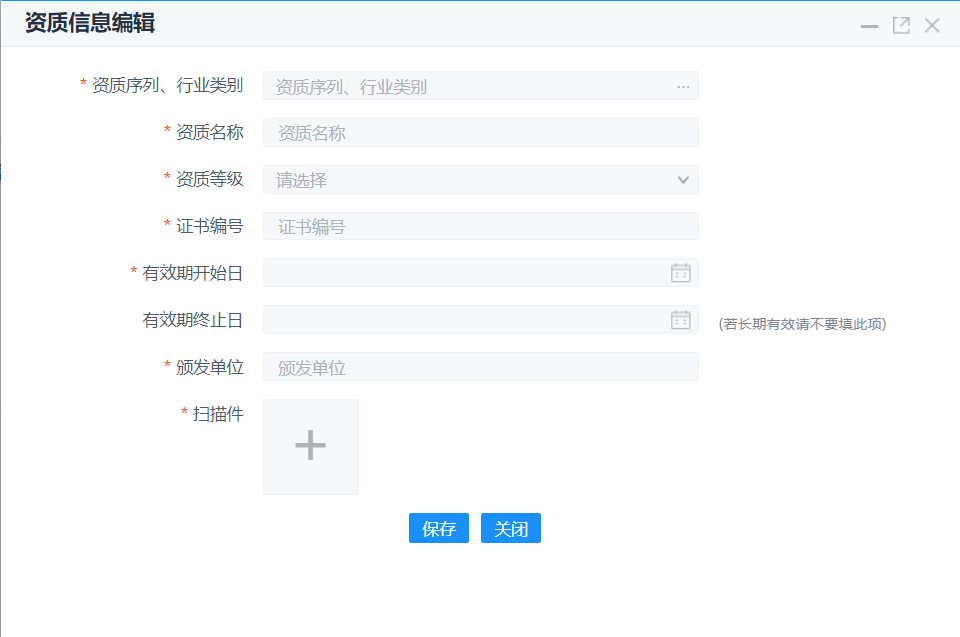 资质信息编辑
* 资质序列、行业类别 资质序列、行业类别 ...
* 资质名称 资质名称
* 资质等级 请选择
* 证书编号 证书编号
* 有效期开始日
有效期终止日 (若长期有效请不要填此项)
* 颁发单位 颁发单位
* 扫描件
保存 关闭